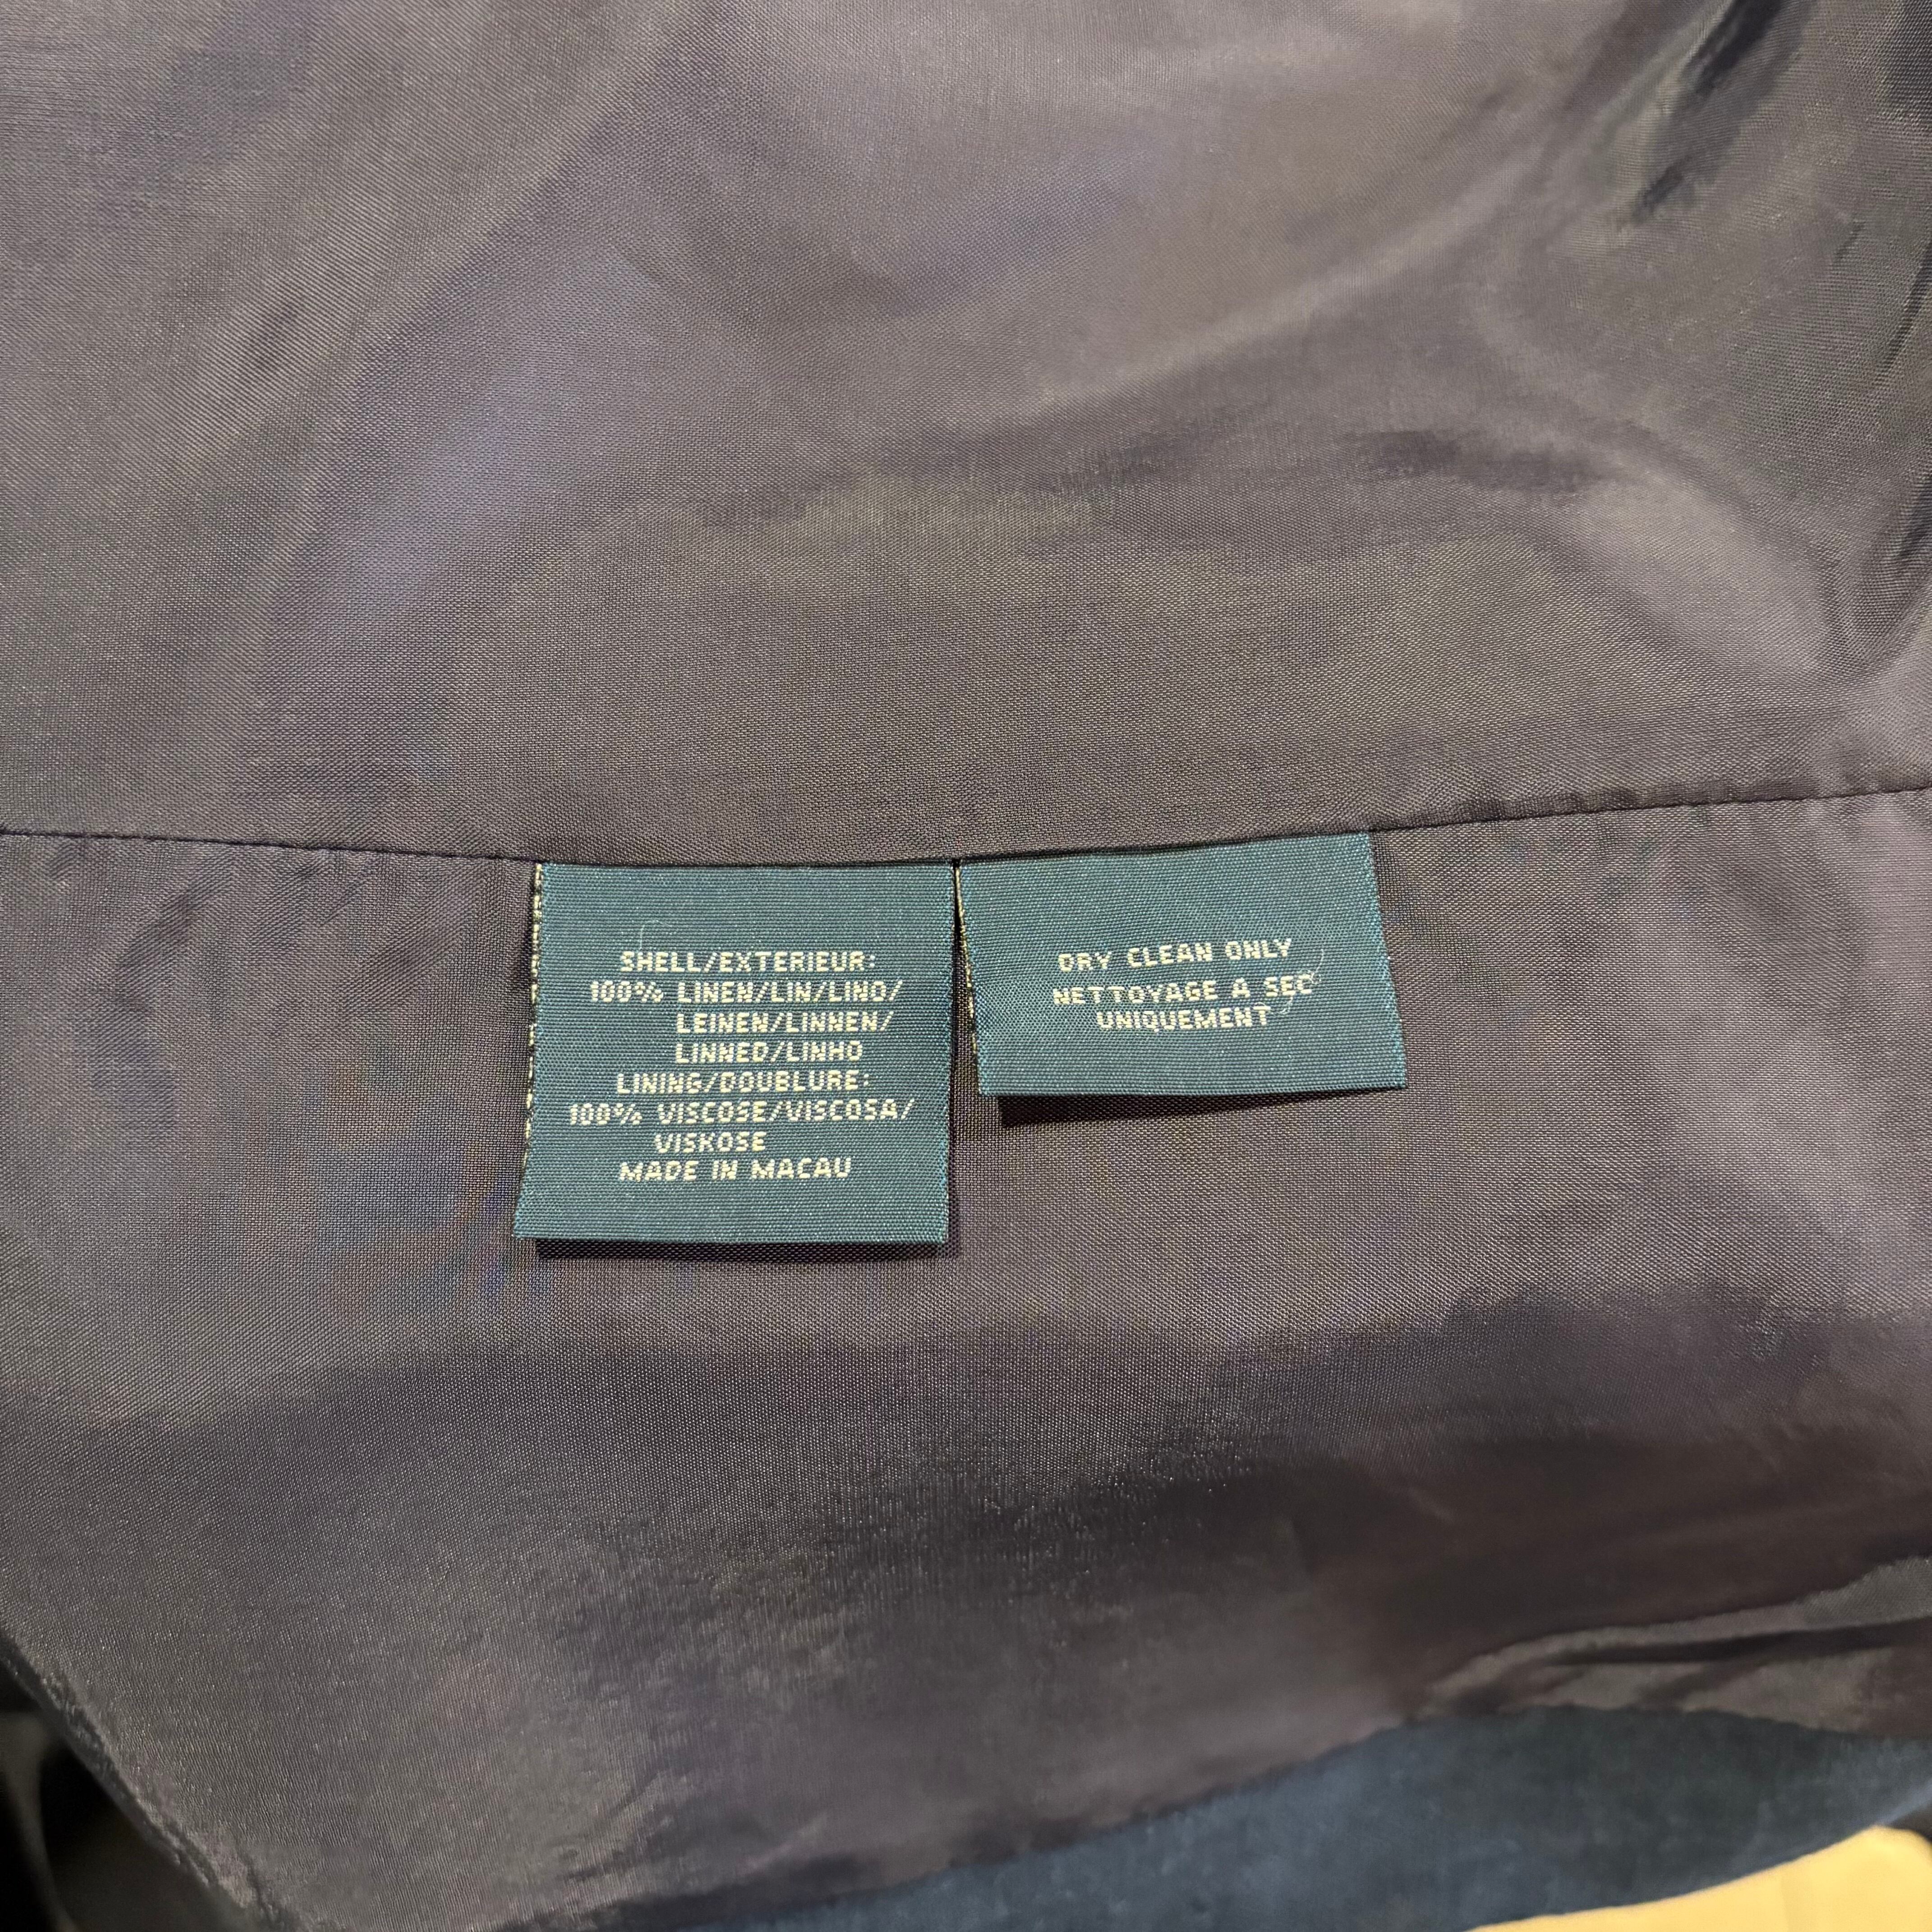 SHELL/EXTERIEUR:
100% LINEN/LIN/LINO/
LEINEN/LINNEN/
LINNED/LINHO
LINING/DOUBLURE:
100% VISCOSE/VISCOSA/
VISKOSE
MADE IN MACAU
DRY CLEAN ONLY
NETTOYAGE A SEC
UNIQUEMENT